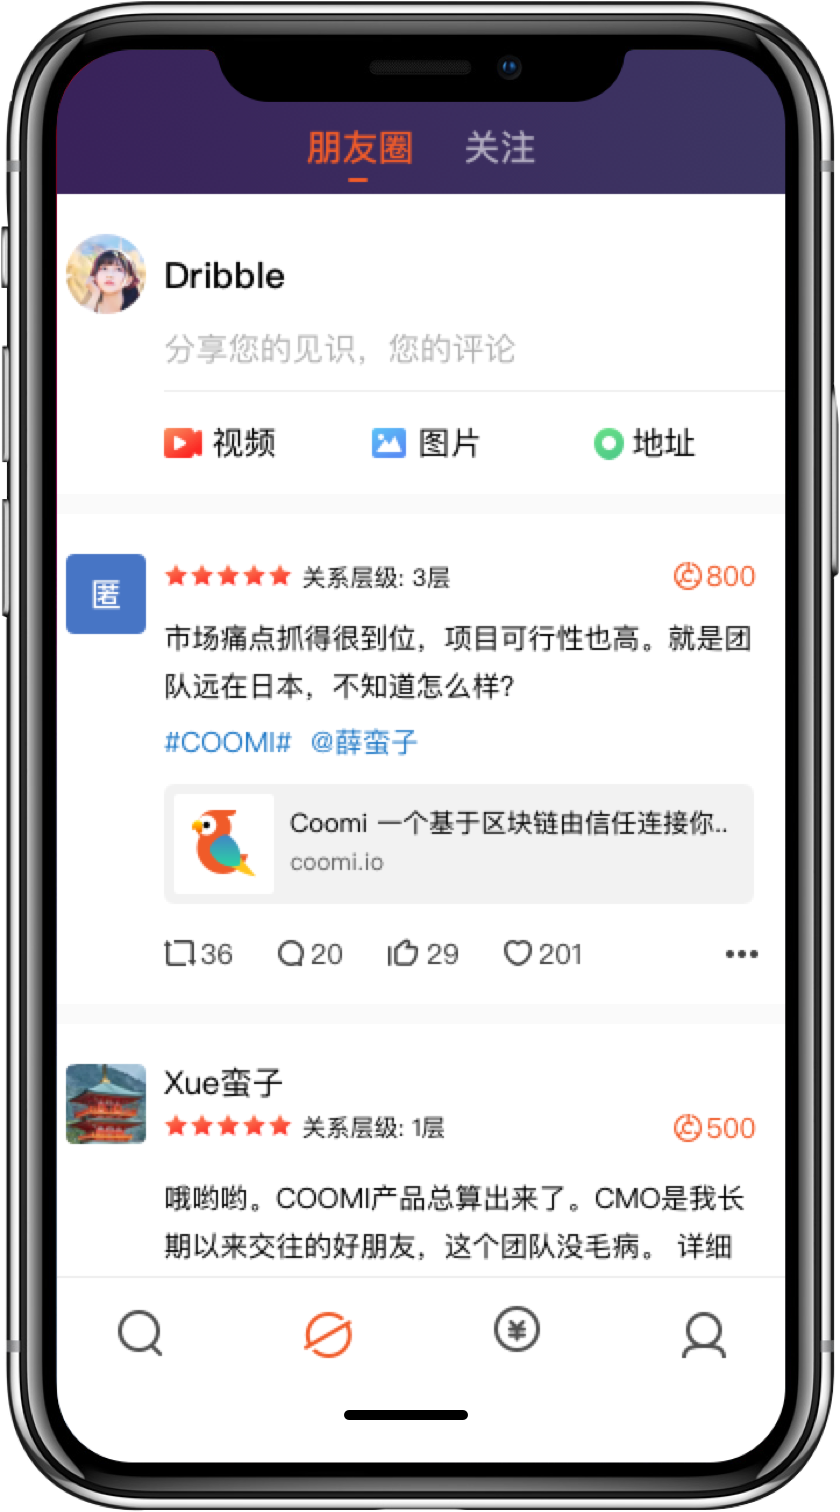 朋友圈 关注
Dribble
分享您的见识，您的评论
视频 图片 地址
匿 关系层级: 3层 800
市场痛点抓得很到位，项目可行性也高。就是团
队远在日本，不知道怎么样?
#COOMI# @薛蛮子
Coomi 一个基于区块链由信任连接你..
coomi.io
36 20 29 201
Xue蛮子
关系层级: 1层 500
哦哟哟。COOMI产品总算出来了。CMO是我长
期以来交往的好朋友，这个团队没毛病。 详细
¥